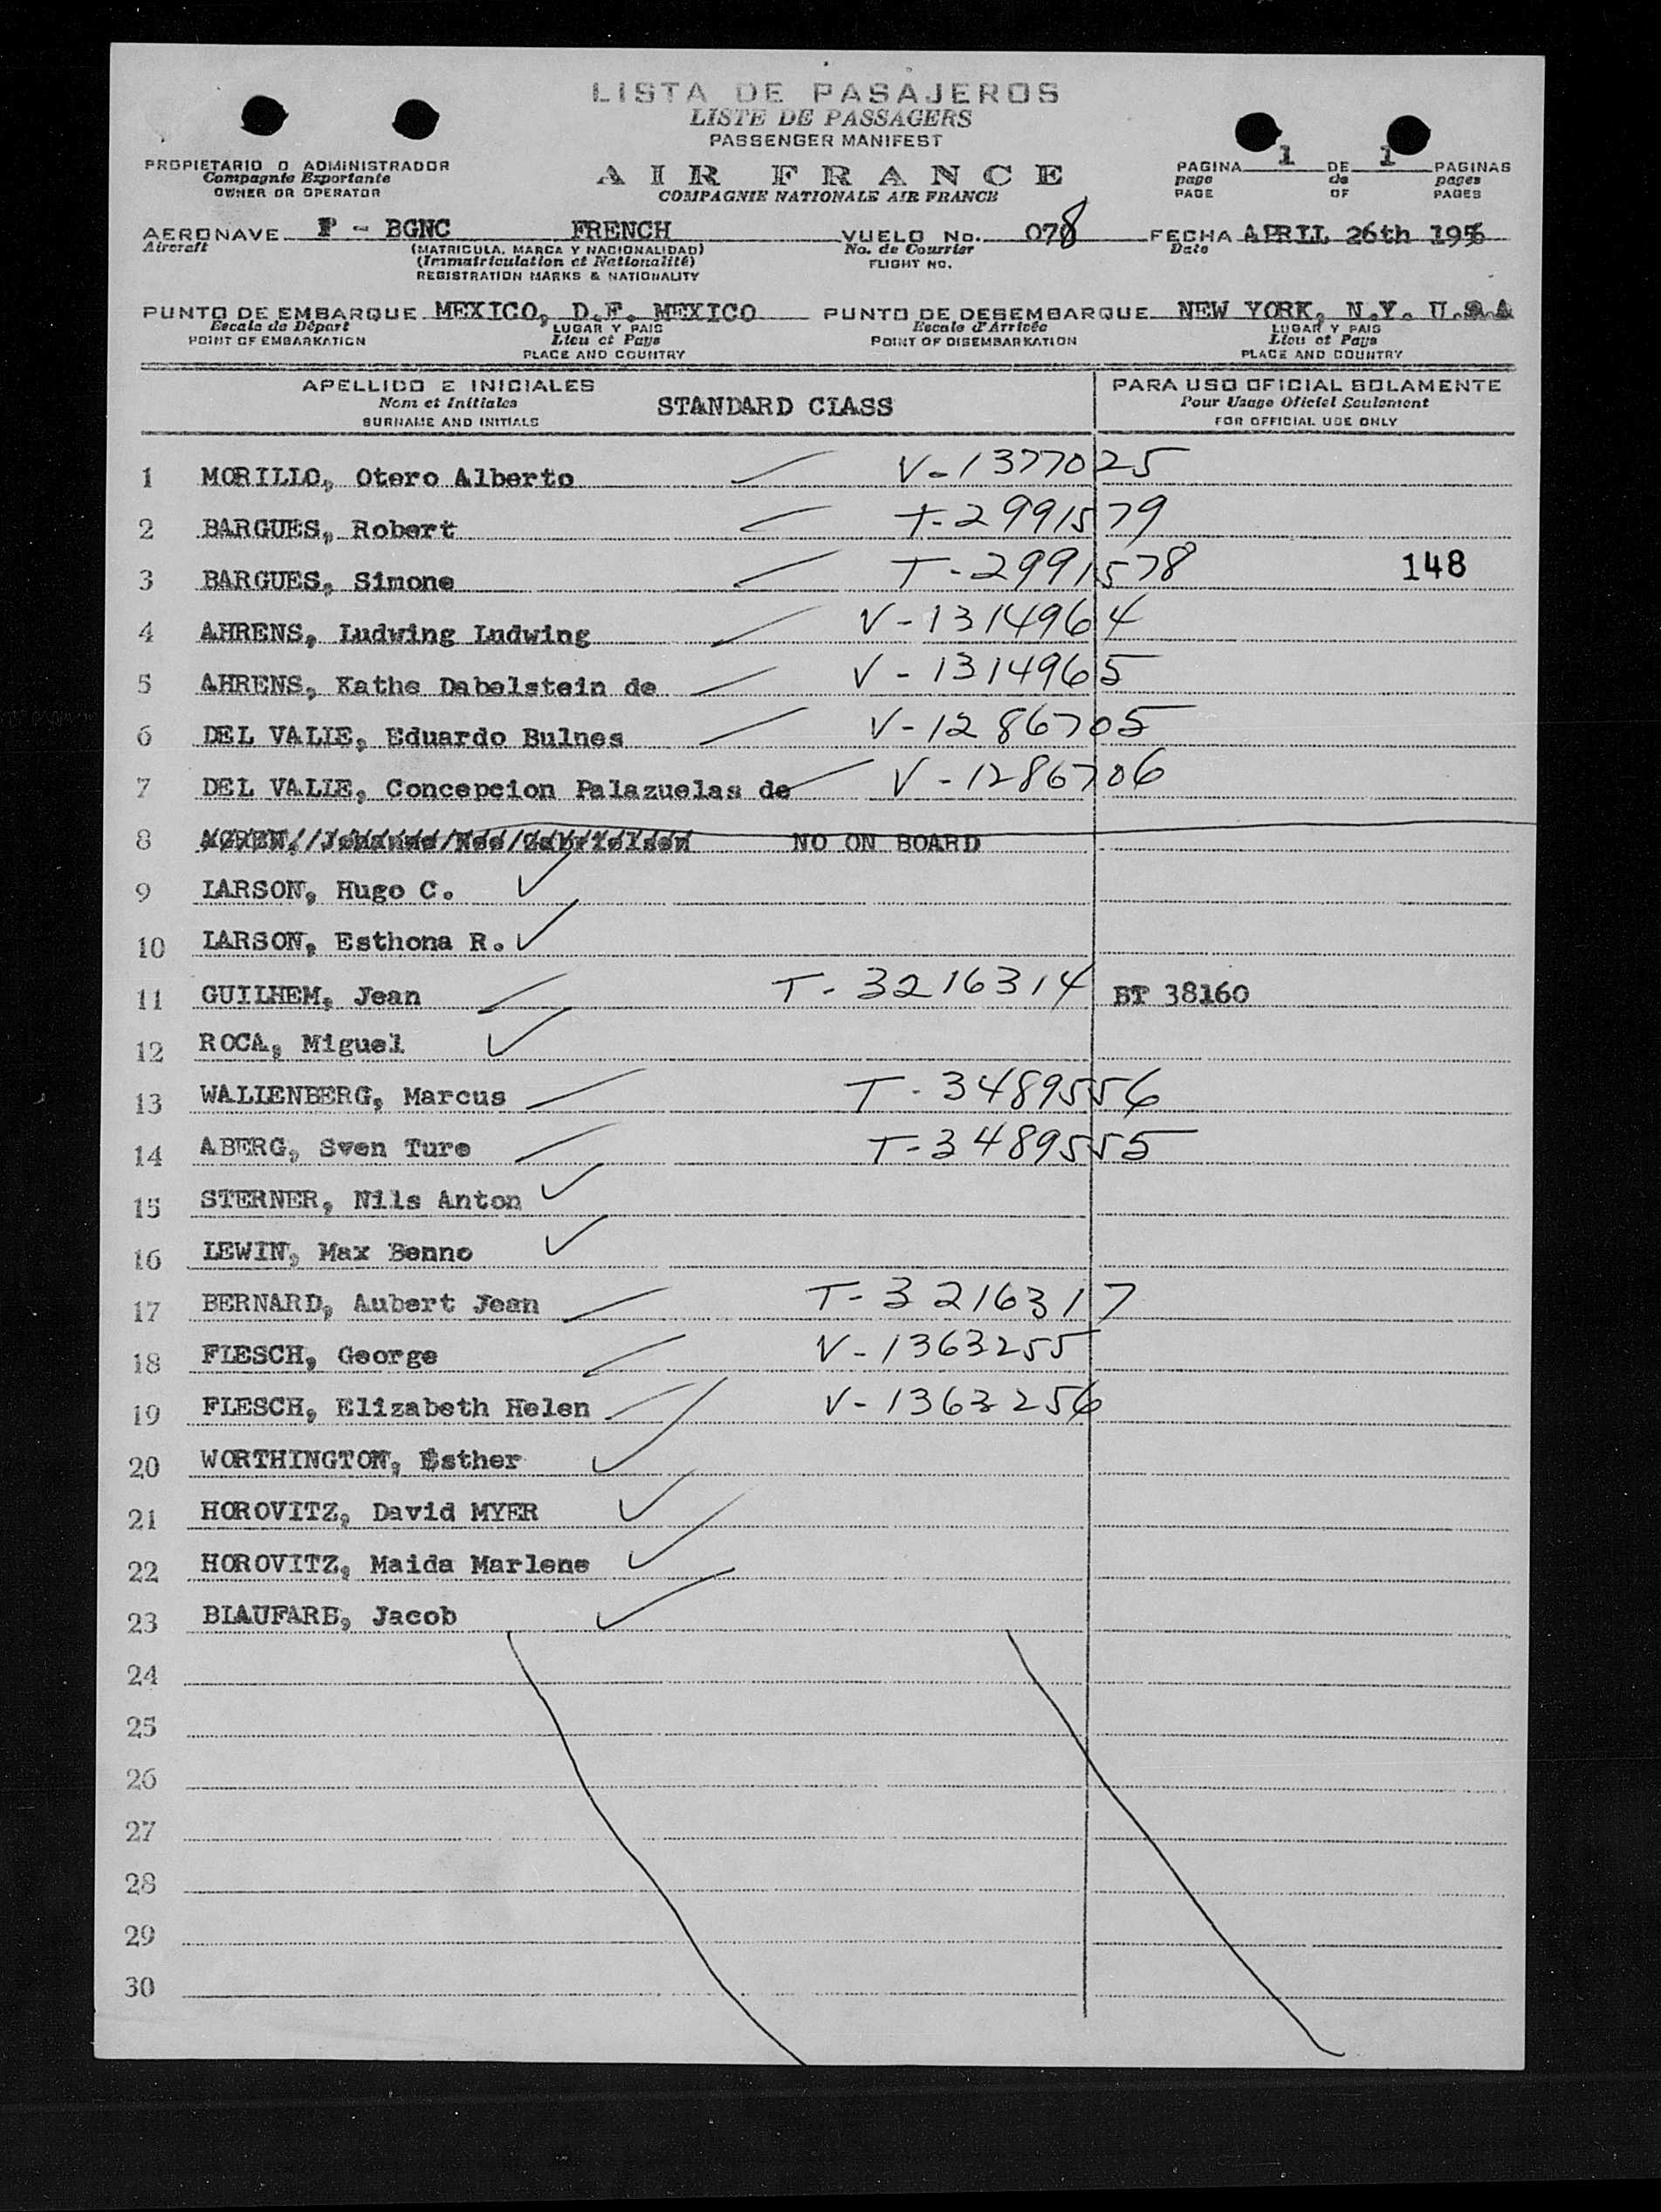 LISTA DE PASAJEROS
LISTE DE PASSAGERS
PASSENGER MANIFEST
PROPIETARIO O ADMINISTRADOR
Compagnie Exportante
OWNER OR OPERATOR
AIR FRANCE
COMPAGNIE NATIONALE AIR FRANCE
PAGINA 1 DE 1 PAGINAS
page de pages
PAGE OF PAGES
AERONAVE F - BGNC FRENCH VUELO No. 078 FECHA APRIL 26th 1956
Aircraft (MATRICULA, MARCA Y NACIONALIDAD) No. de Courrier Date
(Immatriculation et Nationalité) FLIGHT NO.
REGISTRATION MARKS & NATIONALITY
PUNTO DE EMBARQUE MEXICO, D.F. MEXICO PUNTO DE DESEMBARQUE NEW YORK, N.Y. U.S.A
Escale de Départ LUGAR Y PAIS Escale d'Arrivée LUGAR Y PAIS
POINT OF EMBARKATION Lieu et Pays POINT OF DISEMBARKATION Lieu et Pays
PLACE AND COUNTRY PLACE AND COUNTRY
APELLIDO E INICIALES PARA USO OFICIAL SOLAMENTE
Nom et Initiales STANDARD CLASS Pour Usage Oficiel Seulement
SURNAME AND INITIALS FOR OFFICIAL USE ONLY
1 MORILLO, Otero Alberto V-1377025
2 BARGUES, Robert T-2991579
3 BARGUES, Simone T-2991578 148
4 AHRENS, Ludwing Ludwing V-1314964
5 AHRENS, Kathe Dabelstein de V-1314965
6 DEL VALLE, Eduardo Bulnes V-1286705
7 DEL VALLE, Concepcion Palazuelas de V-1286706
8 NO ON BOARD
9 LARSON, Hugo C.
10 LARSON, Esthona R.
11 GUILHEM, Jean T-3216314 BT 38160
12 ROCA, Miguel
13 WALLENBERG, Marcus T-3489556
14 ABERG, Sven Ture T-3489555
15 STERNER, Nils Anton
16 LEWIN, Max Benno
17 BERNARD, Aubert Jean T-3216317
18 FLESCH, George V-1363255
19 FLESCH, Elizabeth Helen V-1363256
20 WORTHINGTON, Esther
21 HOROVITZ, David MYER
22 HOROVITZ, Maida Marlene
23 BLAUFARB, Jacob
24
25
26
27
28
29
30